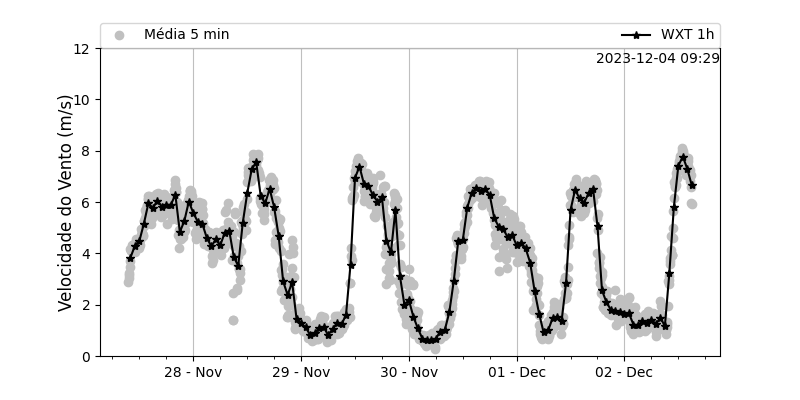 Média 5 min
WXT 1h
2023-12-04 09:29
Velocidade do Vento (m/s)
12
10
8
6
4
2
0
28 - Nov
29 - Nov
30 - Nov
01 - Dec
02 - Dec